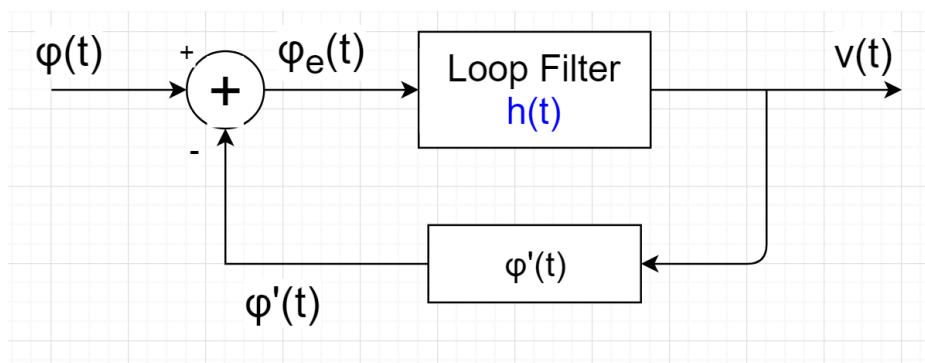 φ(t)
+
+
φe(t)
Loop Filter
h(t)
v(t)
-
φ'(t)
φ'(t)